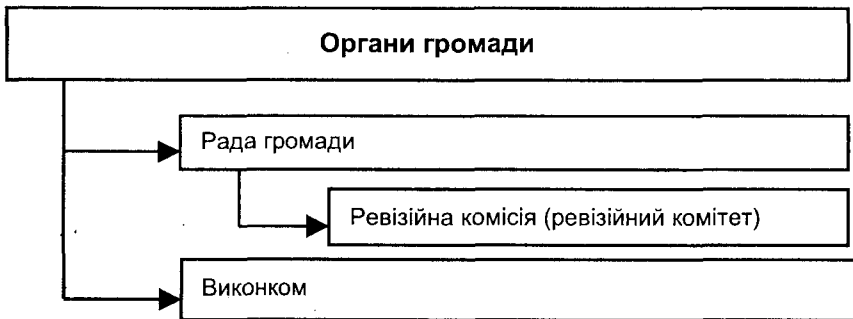 Органи громади
Рада громади
Ревізійна комісія (ревізійний комітет)
Виконком